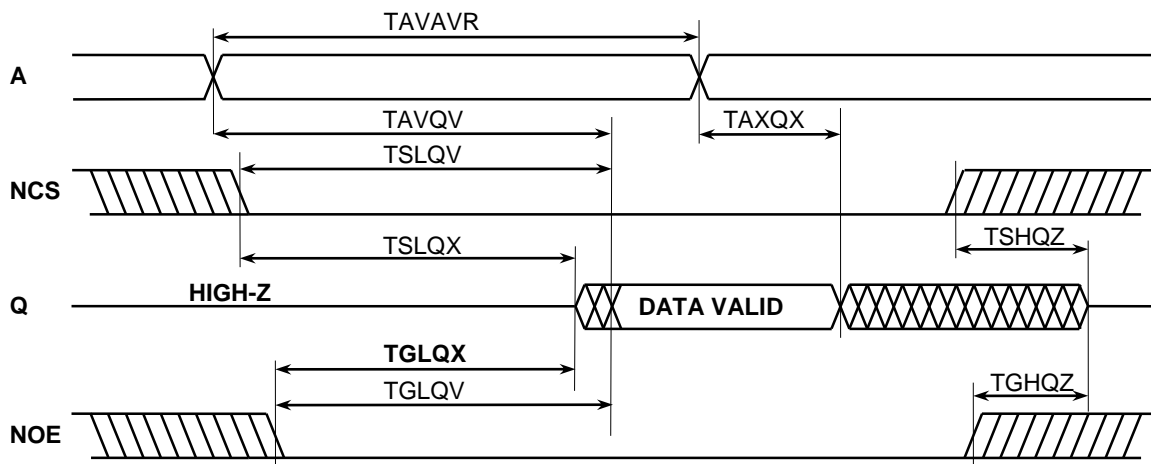 TAVAVR
A
TAVQV
TAXQX
TSLQV
NCS
TSLQX
TSHQZ
HIGH-Z
Q
DATA VALID
TGLQX
TGLQV
TGHQZ
NOE